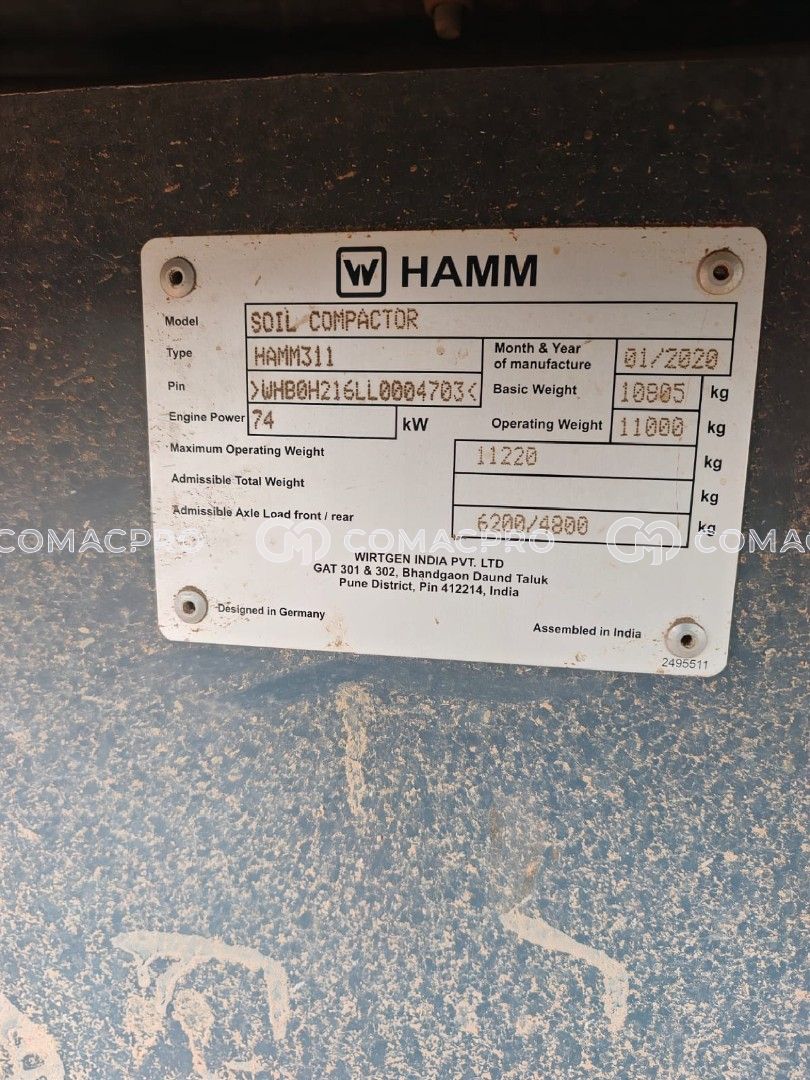 W HAMM
Model SOIL COMPACTOR
Type HAMM311 Month & Year of manufacture 01/2020
Pin >WHB0H216LL0004703< Basic Weight 10805 kg
Engine Power 74 kW Operating Weight 11000 kg
Maximum Operating Weight 11220 kg
Admissible Total Weight kg
Admissible Axle Load front / rear 6200/4800 kg
COMACPRO COMACPRO COMACPRO
WIRTGEN INDIA PVT. LTD
GAT 301 & 302, Bhandgaon Daund Taluk
Pune District, Pin 412214, India
Designed in Germany
Assembled in India
2495511